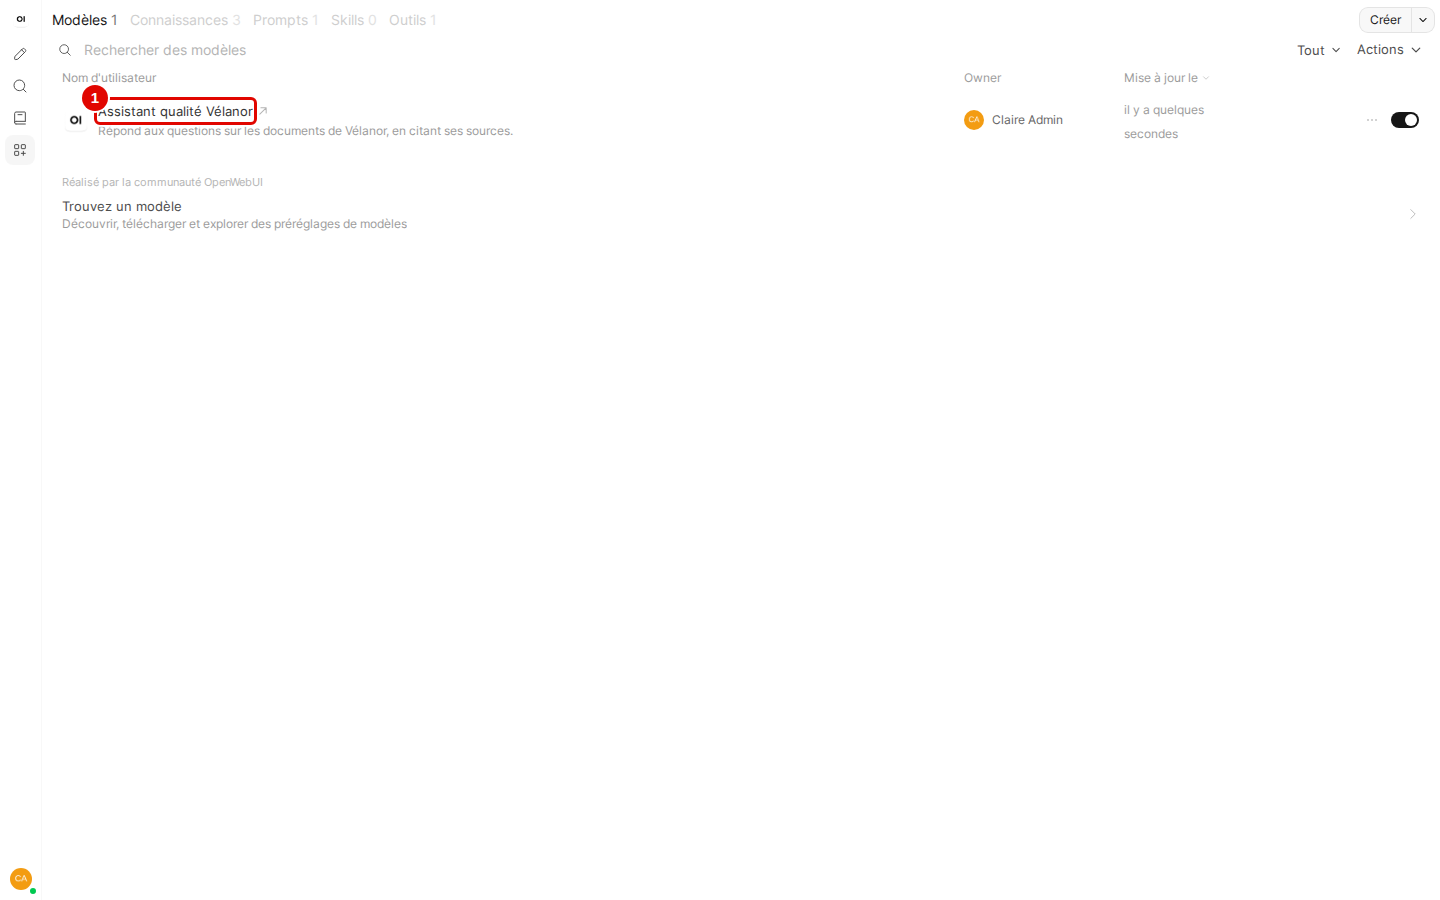 OI
Modèles 1 Connaissances 3 Prompts 1 Skills 0 Outils 1
Créer
Rechercher des modèles
Tout
Actions
Nom d'utilisateur
Owner
Mise à jour le
1
Assistant qualité Vélanor
OI
Répond aux questions sur les documents de Vélanor, en citant ses sources.
CA
Claire Admin
il y a quelques
secondes
Réalisé par la communauté OpenWebUI
Trouvez un modèle
Découvrir, télécharger et explorer des préréglages de modèles
CA